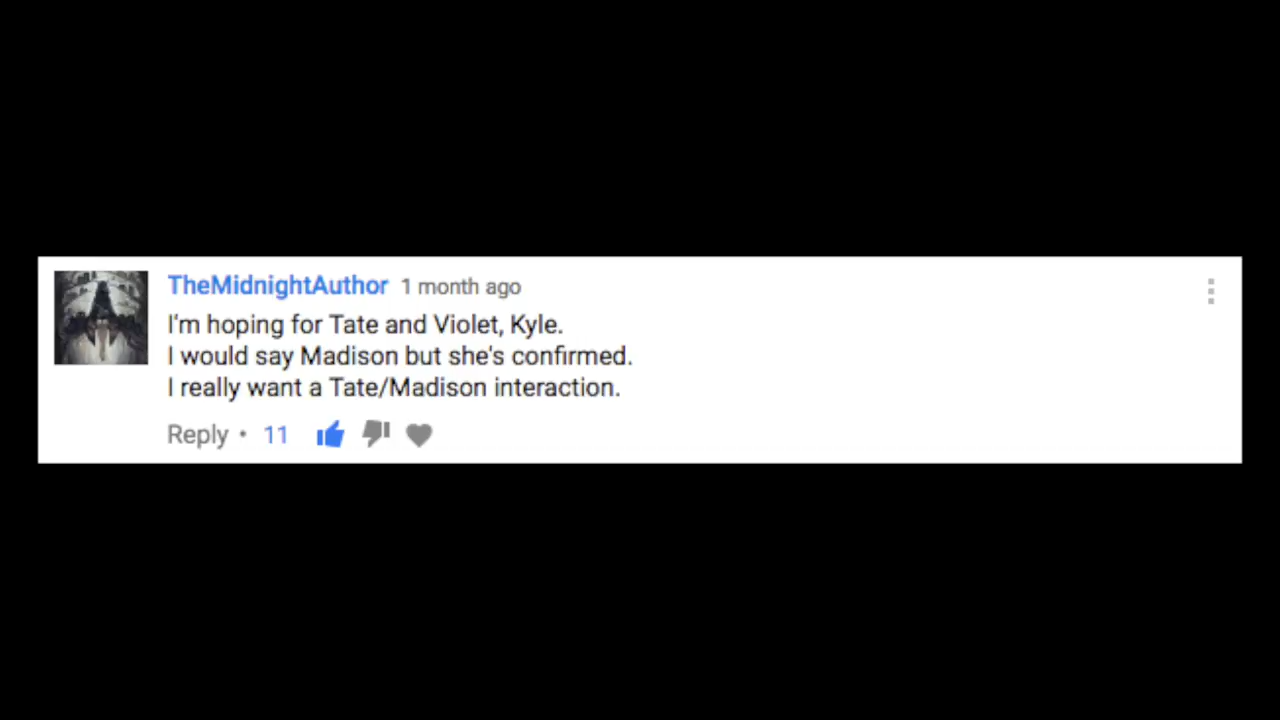 TheMidnightAuthor 1 month ago
I'm hoping for Tate and Violet, Kyle.
I would say Madison but she's confirmed.
I really want a Tate/Madison interaction.
Reply • 11